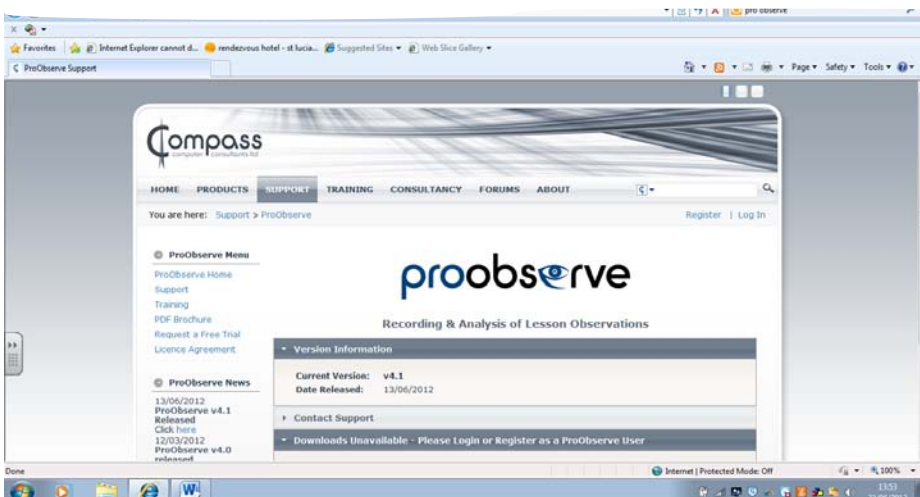 pro observe
Favorites Internet Explorer cannot d... rendezvous hotel - st lucia... Suggested Sites Web Slice Gallery
ProObserve Support Page Safety Tools
Compass
computer consultants ltd
HOME PRODUCTS SUPPORT TRAINING CONSULTANCY FORUMS ABOUT
You are here: Support > ProObserve Register | Log In
ProObserve Menu
ProObserve Home
Support
Training
PDF Brochure
Request a Free Trial
Licence Agreement
proobserve
Recording & Analysis of Lesson Observations
Version Information
Current Version: v4.1
Date Released: 13/06/2012
Contact Support
Downloads Unavailable - Please Login or Register as a ProObserve User
ProObserve News
13/06/2012
ProObserve v4.1
Released
Click here
12/03/2012
ProObserve v4.0
released
Done Internet | Protected Mode: Off 100%
13:53